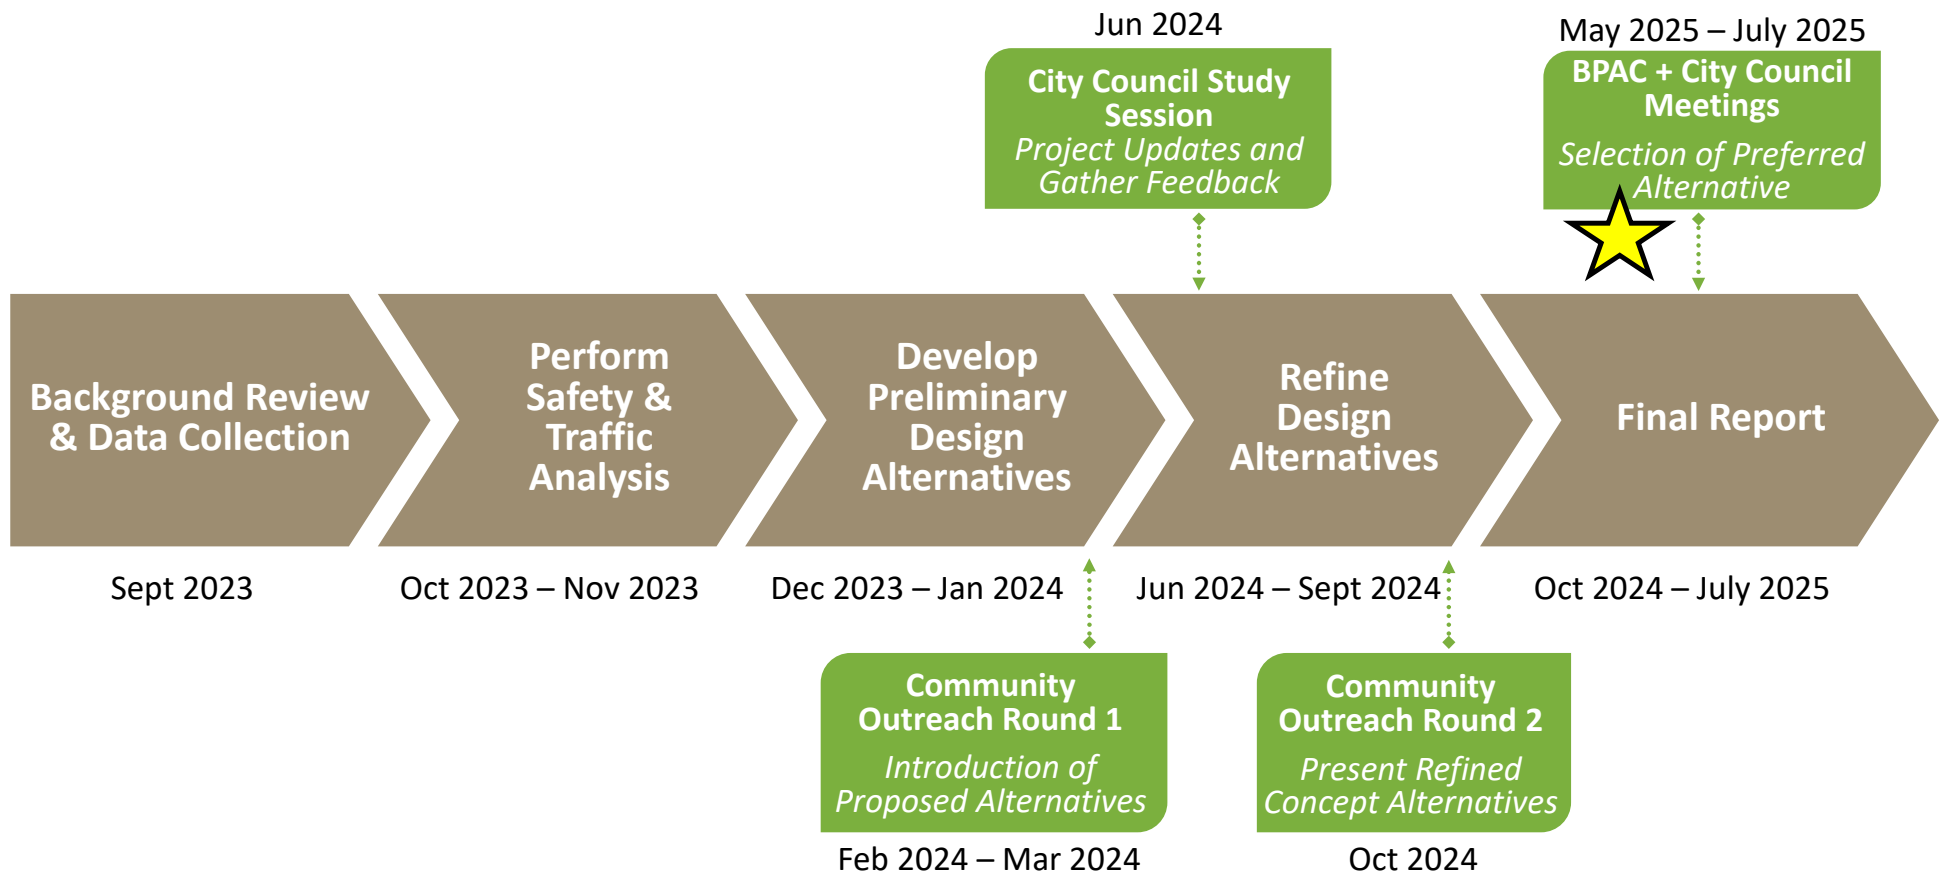 Jun 2024
City Council Study
Session
Project Updates and
Gather Feedback
May 2025 – July 2025
BPAC + City Council
Meetings
Selection of Preferred
Alternative
Background Review
& Data Collection
Perform
Safety &
Traffic
Analysis
Develop
Preliminary
Design
Alternatives
Refine
Design
Alternatives
Final Report
Sept 2023
Oct 2023 – Nov 2023
Dec 2023 – Jan 2024
Jun 2024 – Sept 2024
Oct 2024 – July 2025
Community
Outreach Round 1
Introduction of
Proposed Alternatives
Feb 2024 – Mar 2024
Community
Outreach Round 2
Present Refined
Concept Alternatives
Oct 2024